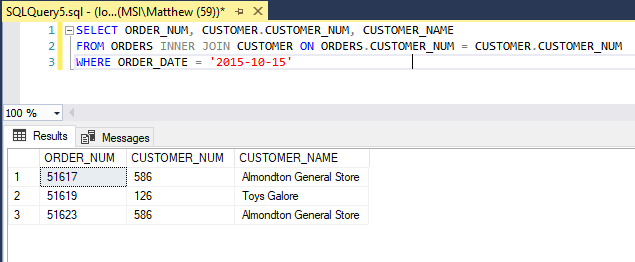 SQLQuery5.sql - (lo...(MSI\Matthew (59))*
1 SELECT ORDER_NUM, CUSTOMER.CUSTOMER_NUM, CUSTOMER_NAME
2 FROM ORDERS INNER JOIN CUSTOMER ON ORDERS.CUSTOMER_NUM = CUSTOMER.CUSTOMER_NUM
3 WHERE ORDER_DATE = '2015-10-15'
100 %
Results Messages
ORDER_NUM CUSTOMER_NUM CUSTOMER_NAME
1 51617 586 Almondton General Store
2 51619 126 Toys Galore
3 51623 586 Almondton General Store